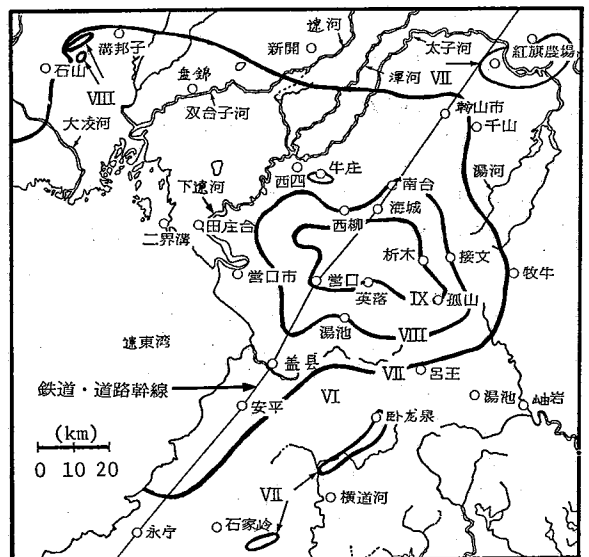 溝邦子
新開
遼河
太子河
紅旗農場
石山
盘錦
渾河
VII
VIII
双台子河
鞍山市
千山
大凌河
湯河
牛庄
西四
下遼河
南台
海城
西柳
二界溝
田庄台
析木
接文
牧牛
営口市
営口
英落
IX
孤山
湯池
VIII
遼東湾
盖县
VII
呂王
鉄道・道路幹線
VI
湯池
岫岩
安平
卧龙泉
(km)
0 10 20
VII
横道河
石家岭
永宁